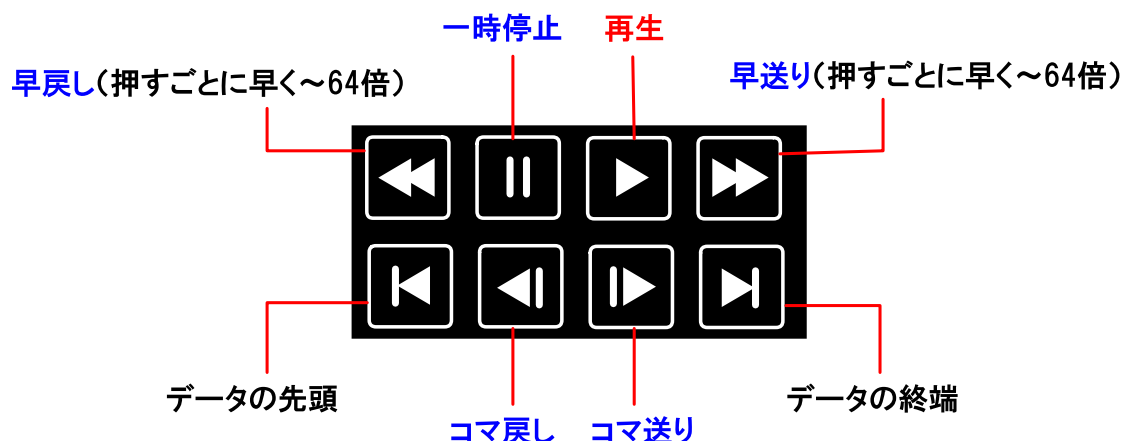 一時停止 再生
早戻し(押すごとに早く～64倍)
早送り(押すごとに早く～64倍)
データの先頭
データの終端
コマ戻し コマ送り